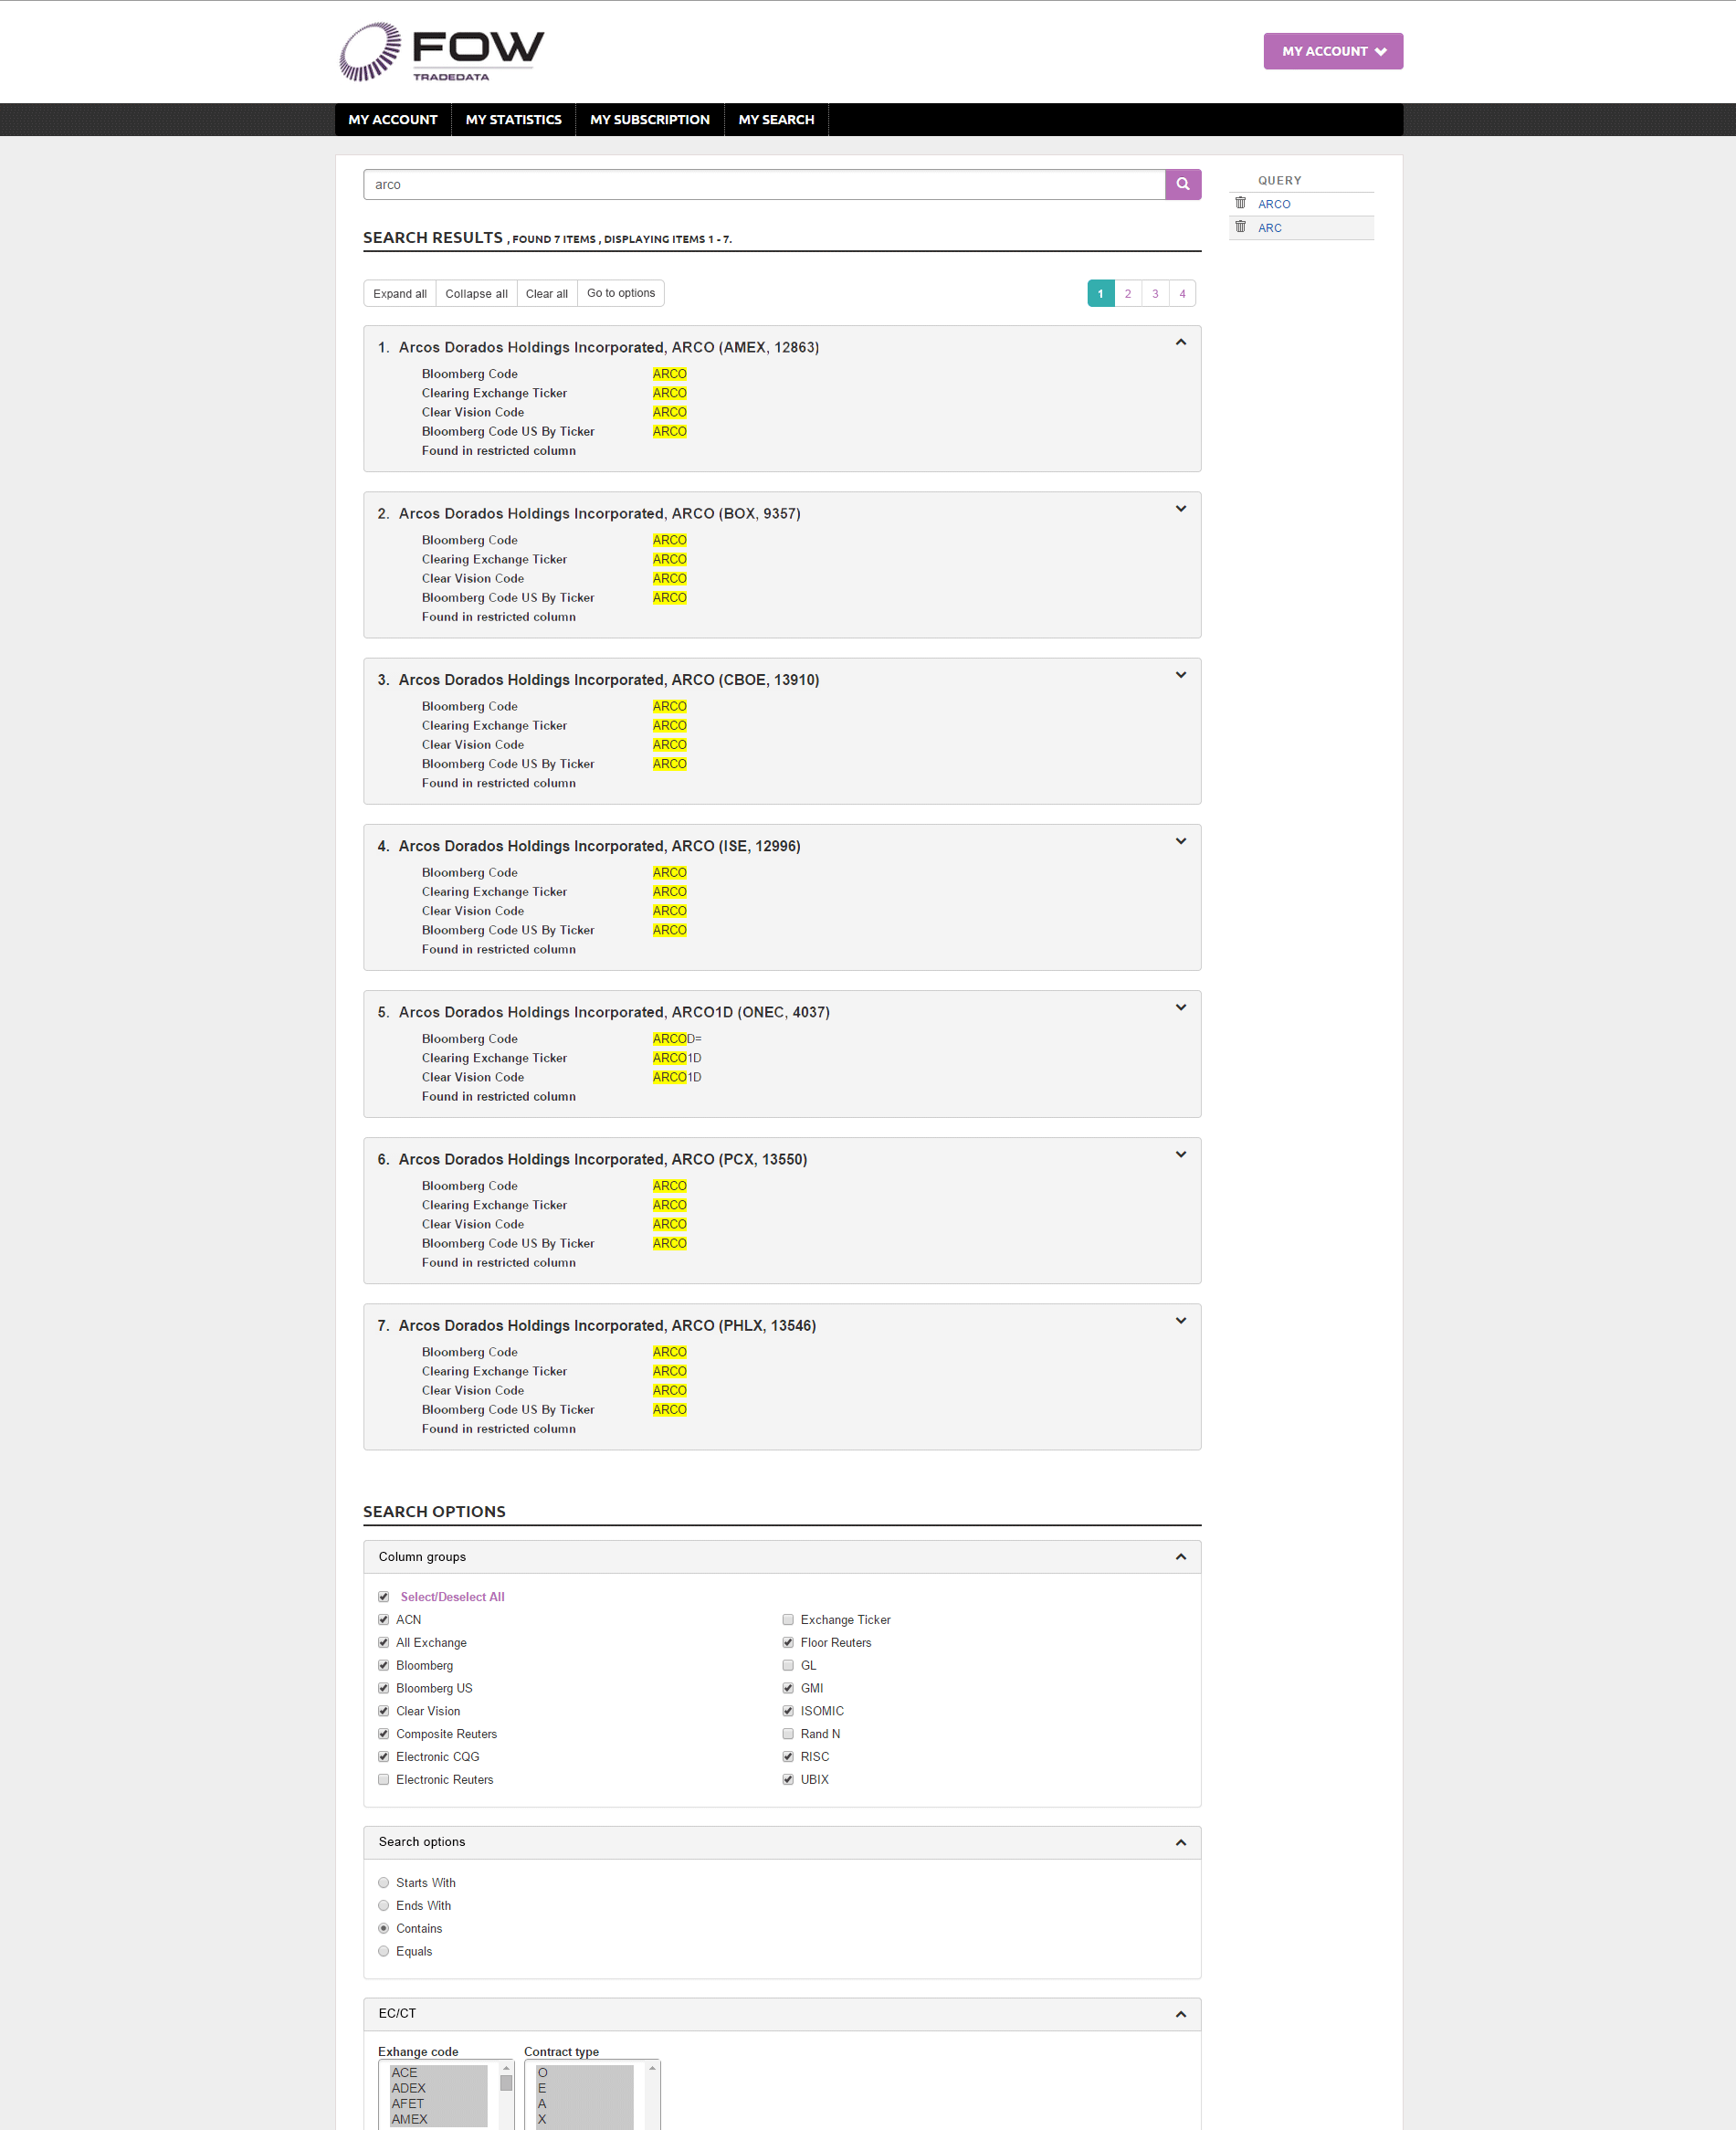 FOW
TRADEDATA
MY ACCOUNT
MY ACCOUNT MY STATISTICS MY SUBSCRIPTION MY SEARCH
arco
QUERY
ARCO
ARC
SEARCH RESULTS , FOUND 7 ITEMS , DISPLAYING ITEMS 1 - 7.
Expand all Collapse all Clear all Go to options 1 2 3 4
1. Arcos Dorados Holdings Incorporated, ARCO (AMEX, 12863)
Bloomberg Code ARCO
Clearing Exchange Ticker ARCO
Clear Vision Code ARCO
Bloomberg Code US By Ticker ARCO
Found in restricted column
2. Arcos Dorados Holdings Incorporated, ARCO (BOX, 9357)
Bloomberg Code ARCO
Clearing Exchange Ticker ARCO
Clear Vision Code ARCO
Bloomberg Code US By Ticker ARCO
Found in restricted column
3. Arcos Dorados Holdings Incorporated, ARCO (CBOE, 13910)
Bloomberg Code ARCO
Clearing Exchange Ticker ARCO
Clear Vision Code ARCO
Bloomberg Code US By Ticker ARCO
Found in restricted column
4. Arcos Dorados Holdings Incorporated, ARCO (ISE, 12996)
Bloomberg Code ARCO
Clearing Exchange Ticker ARCO
Clear Vision Code ARCO
Bloomberg Code US By Ticker ARCO
Found in restricted column
5. Arcos Dorados Holdings Incorporated, ARCO1D (ONEC, 4037)
Bloomberg Code ARCOD=
Clearing Exchange Ticker ARCO1D
Clear Vision Code ARCO1D
Found in restricted column
6. Arcos Dorados Holdings Incorporated, ARCO (PCX, 13550)
Bloomberg Code ARCO
Clearing Exchange Ticker ARCO
Clear Vision Code ARCO
Bloomberg Code US By Ticker ARCO
Found in restricted column
7. Arcos Dorados Holdings Incorporated, ARCO (PHLX, 13546)
Bloomberg Code ARCO
Clearing Exchange Ticker ARCO
Clear Vision Code ARCO
Bloomberg Code US By Ticker ARCO
Found in restricted column
SEARCH OPTIONS
Column groups
Select/Deselect All
ACN Exchange Ticker
All Exchange Floor Reuters
Bloomberg GL
Bloomberg US GMI
Clear Vision ISOMIC
Composite Reuters Rand N
Electronic CQG RISC
Electronic Reuters UBIX
Search options
Starts With
Ends With
Contains
Equals
EC/CT
Exhange code Contract type
ACE O
ADEX E
AFET A
AMEX X